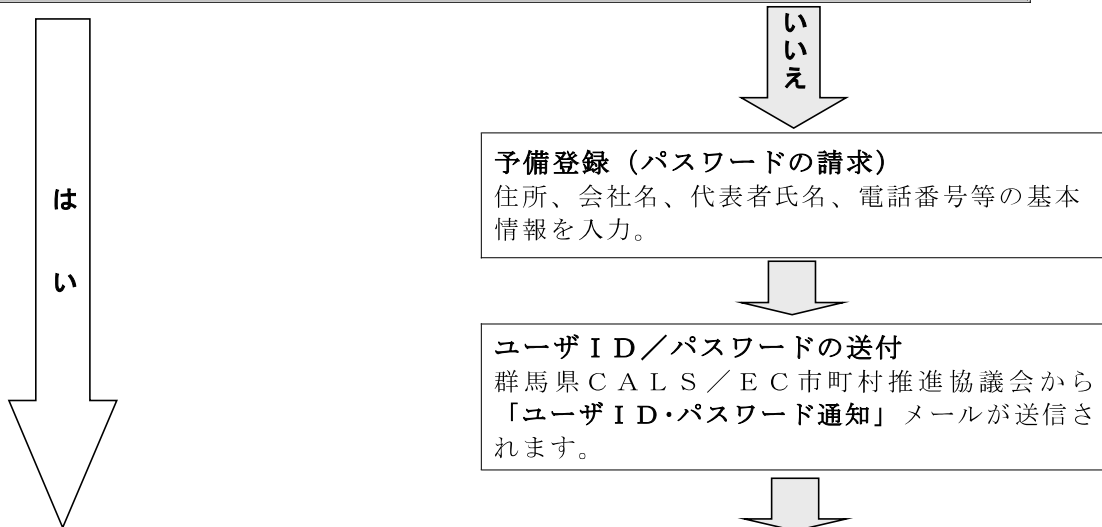 いいえ
はい
予備登録（パスワードの請求）
住所、会社名、代表者氏名、電話番号等の基本
情報を入力。
ユーザＩＤ／パスワードの送付
群馬県ＣＡＬＳ／ＥＣ市町村推進協議会から
「ユーザＩＤ･パスワード通知」メールが送信さ
れます。